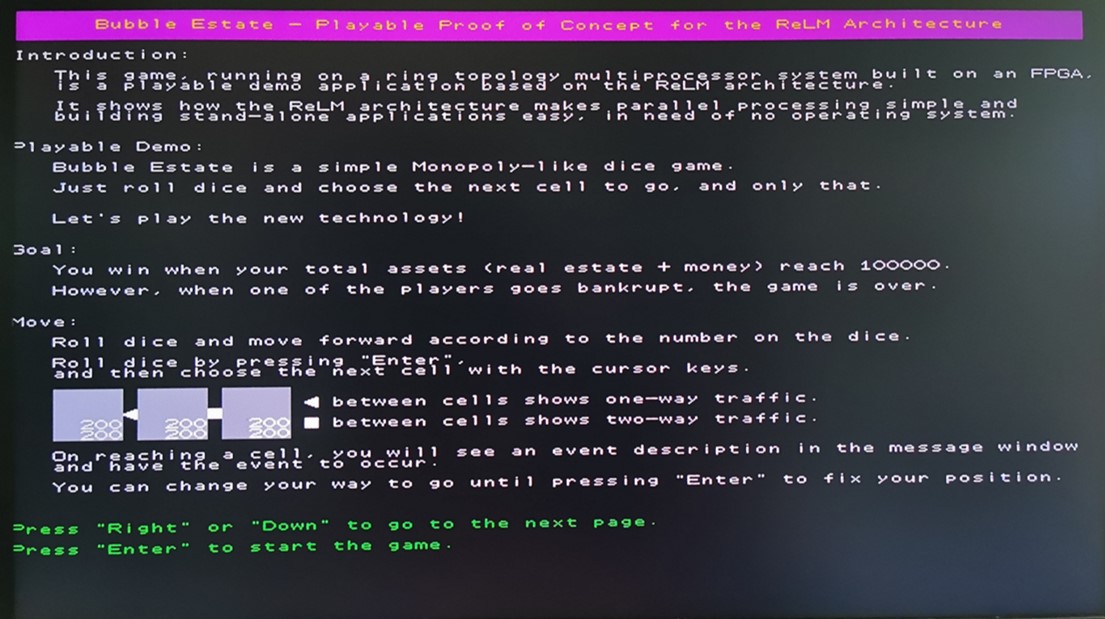 Bubble Estate – Playable Proof of Concept for the ReLM Architecture
Introduction:
This game, running on a ring topology multiprocessor system built on an FPGA,
is a playable demo application based on the ReLM architecture.
It shows how the ReLM architecture makes parallel processing simple and
building stand-alone applications easy, in need of no operating system.
Playable Demo:
Bubble Estate is a simple Monopoly-like dice game.
Just roll dice and choose the next cell to go, and only that.
Let's play the new technology!
Goal:
You win when your total assets (real estate + money) reach 100000.
However, when one of the players goes bankrupt, the game is over.
Move:
Roll dice and move forward according to the number on the dice.
Roll dice by pressing "Enter",
and then choose the next cell with the cursor keys.
between cells shows one-way traffic.
200 200 200
between cells shows two-way traffic.
200 200 200
On reaching a cell, you will see an event description in the message window
and have the event to occur.
You can change your way to go until pressing "Enter" to fix your position.
Press "Right" or "Down" to go to the next page.
Press "Enter" to start the game.